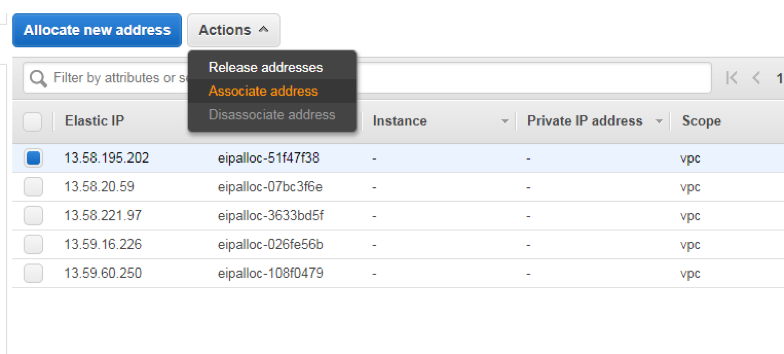 Allocate new address Actions
Release addresses
Filter by attributes or
Associate address
1
Disassociate address
Elastic IP Instance Private IP address Scope
13.58.195.202 eipalloc-51f47f38 - - vpc
13.58.20.59 eipalloc-07bc3f6e - - vpc
13.58.221.97 eipalloc-3633bd5f - - vpc
13.59.16.226 eipalloc-026fe56b - - vpc
13.59.60.250 eipalloc-108f0479 - - vpc